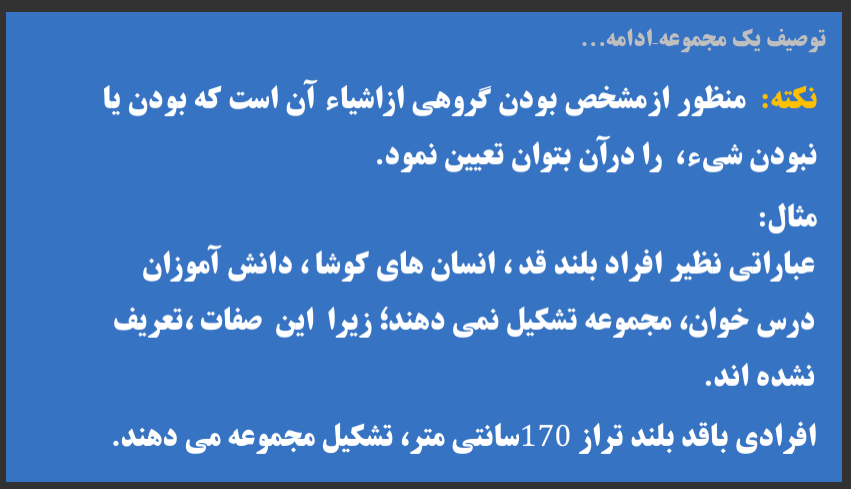 توصیف یک مجموعه-ادامه...
نکته: منظور ازمشخص بودن گروهی ازاشیاء آن است که بودن یا
نبودن شیء، را درآن بتوان تعیین نمود.
مثال:
عباراتی نظیر افراد بلند قد ، انسان های کوشا ، دانش آموزان
درس خوان، مجموعه تشکیل نمی دهند؛ زیرا این صفات ،تعریف
نشده اند.
افرادی باقد بلند تراز 170سانتی متر، تشکیل مجموعه می دهند.